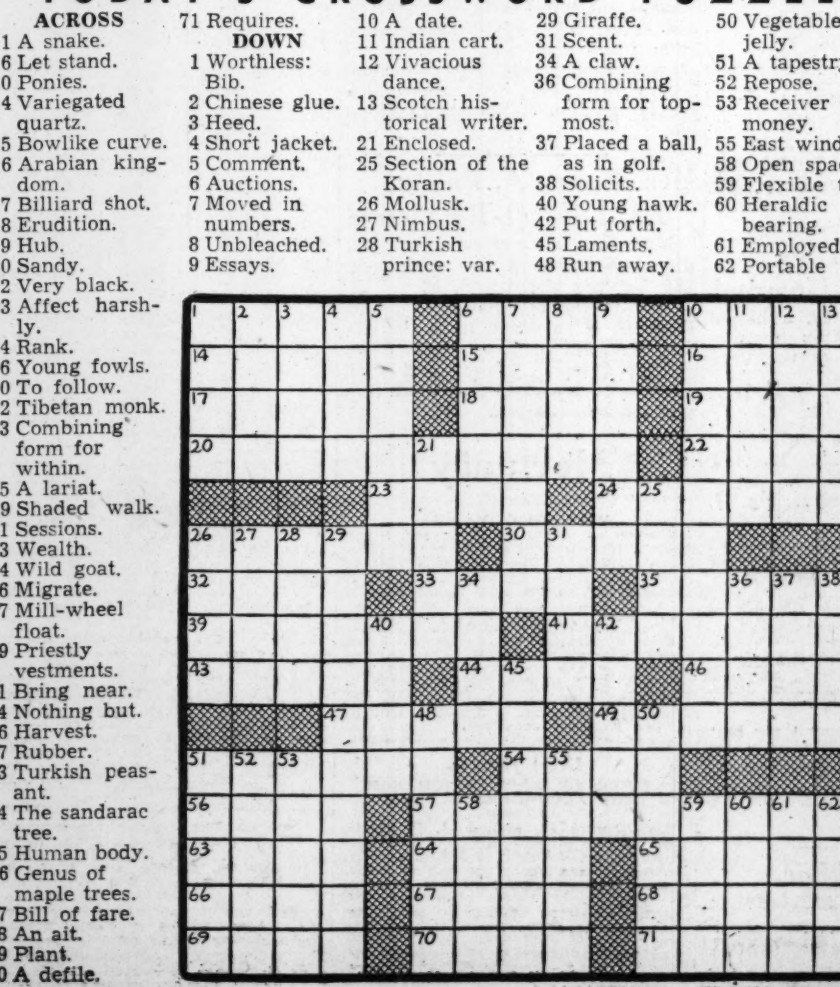 TODAY'S CROSSWORD PUZZLE
ACROSS
1 A snake.
6 Let stand.
0 Ponies.
4 Variegated
quartz.
5 Bowlike curve.
6 Arabian king-
dom.
7 Billiard shot.
8 Erudition.
9 Hub.
0 Sandy.
2 Very black.
3 Affect harsh-
ly.
4 Rank.
6 Young fowls.
0 To follow.
2 Tibetan monk.
3 Combining
form for
within.
5 A lariat.
9 Shaded walk.
1 Sessions.
3 Wealth.
4 Wild goat.
6 Migrate.
7 Mill-wheel
float.
9 Priestly
vestments.
1 Bring near.
4 Nothing but.
6 Harvest.
7 Rubber.
3 Turkish peas-
ant.
4 The sandarac
tree.
5 Human body.
6 Genus of
maple trees.
7 Bill of fare.
8 An ait.
9 Plant.
0 A defile.
71 Requires.
DOWN
1 Worthless:
Bib.
2 Chinese glue.
3 Heed.
4 Short jacket.
5 Comment.
6 Auctions.
7 Moved in
numbers.
8 Unbleached.
9 Essays.
10 A date.
11 Indian cart.
12 Vivacious
dance.
13 Scotch his-
torical writer.
21 Enclosed.
25 Section of the
Koran.
26 Mollusk.
27 Nimbus.
28 Turkish
prince: var.
29 Giraffe.
31 Scent.
34 A claw.
36 Combining
form for top-
most.
37 Placed a ball,
as in golf.
38 Solicits.
40 Young hawk.
42 Put forth.
45 Laments.
48 Run away.
50 Vegetable
jelly.
51 A tapestr
52 Repose.
53 Receiver
money.
55 East wind
58 Open spa
59 Flexible
60 Heraldic
bearing.
61 Employed
62 Portable
1 2 3 4 5 6 7 8 9 10 11 12 13
14 15 16
17 18 19
20 21 22
23 24 25
26 27 28 29 30 31
32 33 34 35 36 37 38
39 40 41 42
43 44 45 46
47 48 49 50
51 52 53 54 55
56 57 58 59 60 61 62
63 64 65
66 67 68
69 70 71